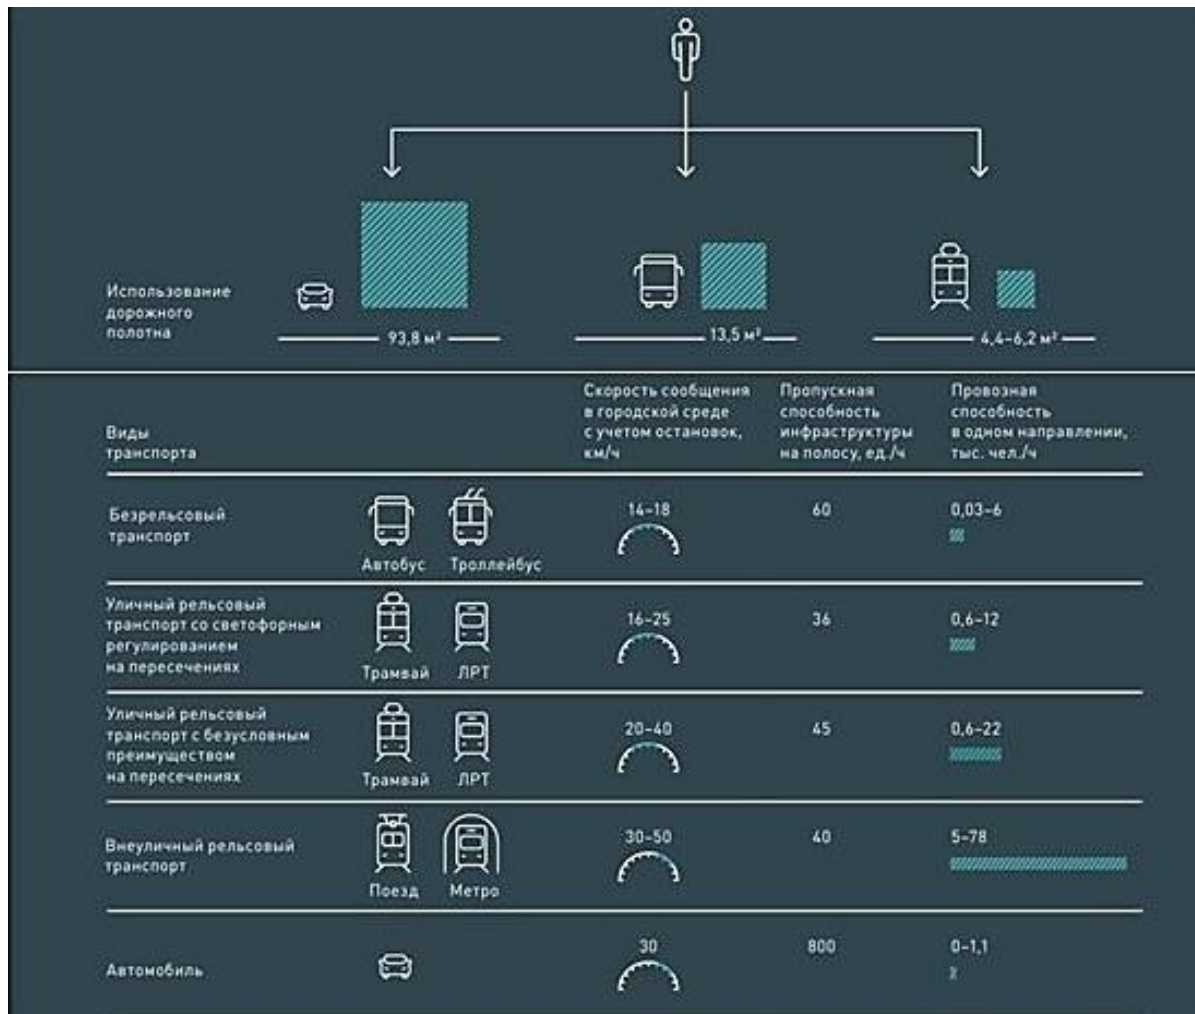 Использование
дорожного
полотна
93,8 м²
13,5 м²
4,4–6,2 м²
Виды
транспорта
Скорость сообщения
в городской среде
с учетом остановок,
км/ч
Пропускная
способность
инфраструктуры
на полосу, ед./ч
Провозная
способность
в одном направлении,
тыс. чел./ч
Безрельсовый
транспорт
Автобус
Троллейбус
14–18
60
0,03–6
Уличный рельсовый
транспорт со светофорным
регулированием
на пересечениях
Трамвай
ЛРТ
16–25
36
0,6–12
Уличный рельсовый
транспорт с безусловным
преимуществом
на пересечениях
Трамвай
ЛРТ
20–40
45
0,6–22
Внеуличный рельсовый
транспорт
Поезд
Метро
30–50
40
5–78
Автомобиль
30
800
0–1,1